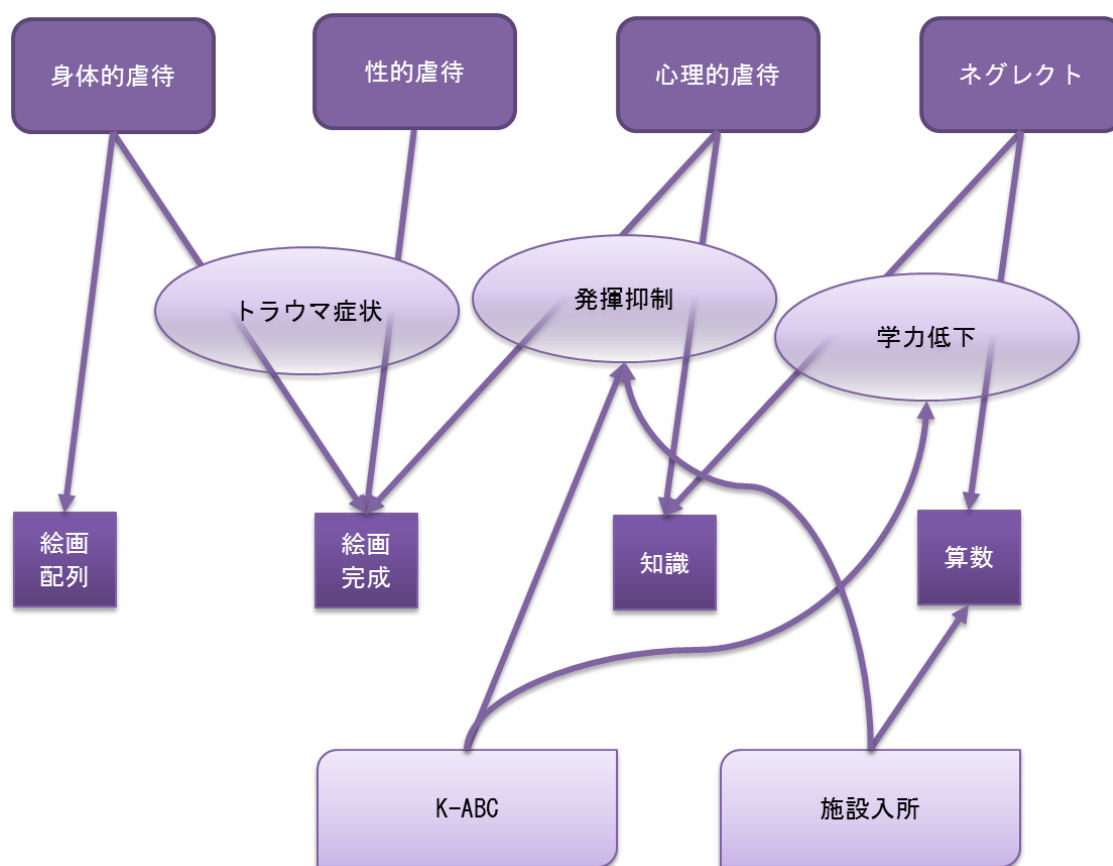 身体的虐待
性的虐待
心理的虐待
ネグレクト
トラウマ症状
発揮抑制
学力低下
絵画
配列
絵画
完成
知識
算数
K-ABC
施設入所